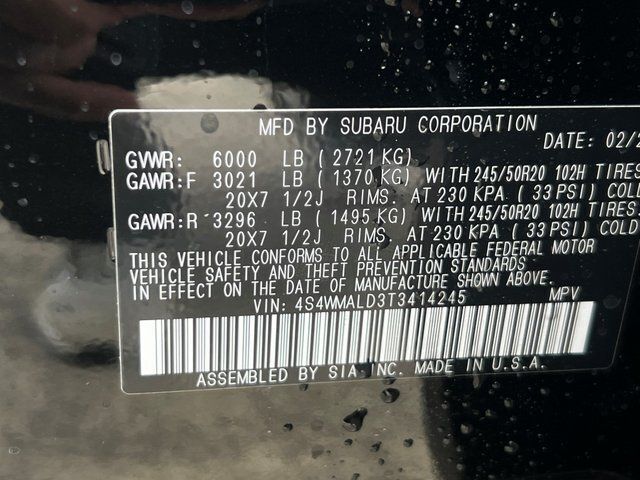 MFD BY SUBARU CORPORATION
DATE: 02/2
GVWR: 6000 LB ( 2721 KG)
GAWR:F 3021 LB ( 1370 KG) WITH 245/50R20 102H TIRES
20X7 1/2J RIMS. AT 230 KPA ( 33 PSI) COLD
GAWR:R 3296 LB ( 1495 KG) WITH 245/50R20 102H TIRES
20X7 1/2J RIMS. AT 230 KPA ( 33 PSI) COLD
THIS VEHICLE CONFORMS TO ALL APPLICABLE FEDERAL MOTOR
VEHICLE SAFETY AND THEFT PREVENTION STANDARDS
IN EFFECT ON THE DATE OF MANUFACTURE SHOWN ABOVE.
VIN: 4S4WMALD3T3414245 MPV
ASSEMBLED BY SIA INC. MADE IN U.S.A.